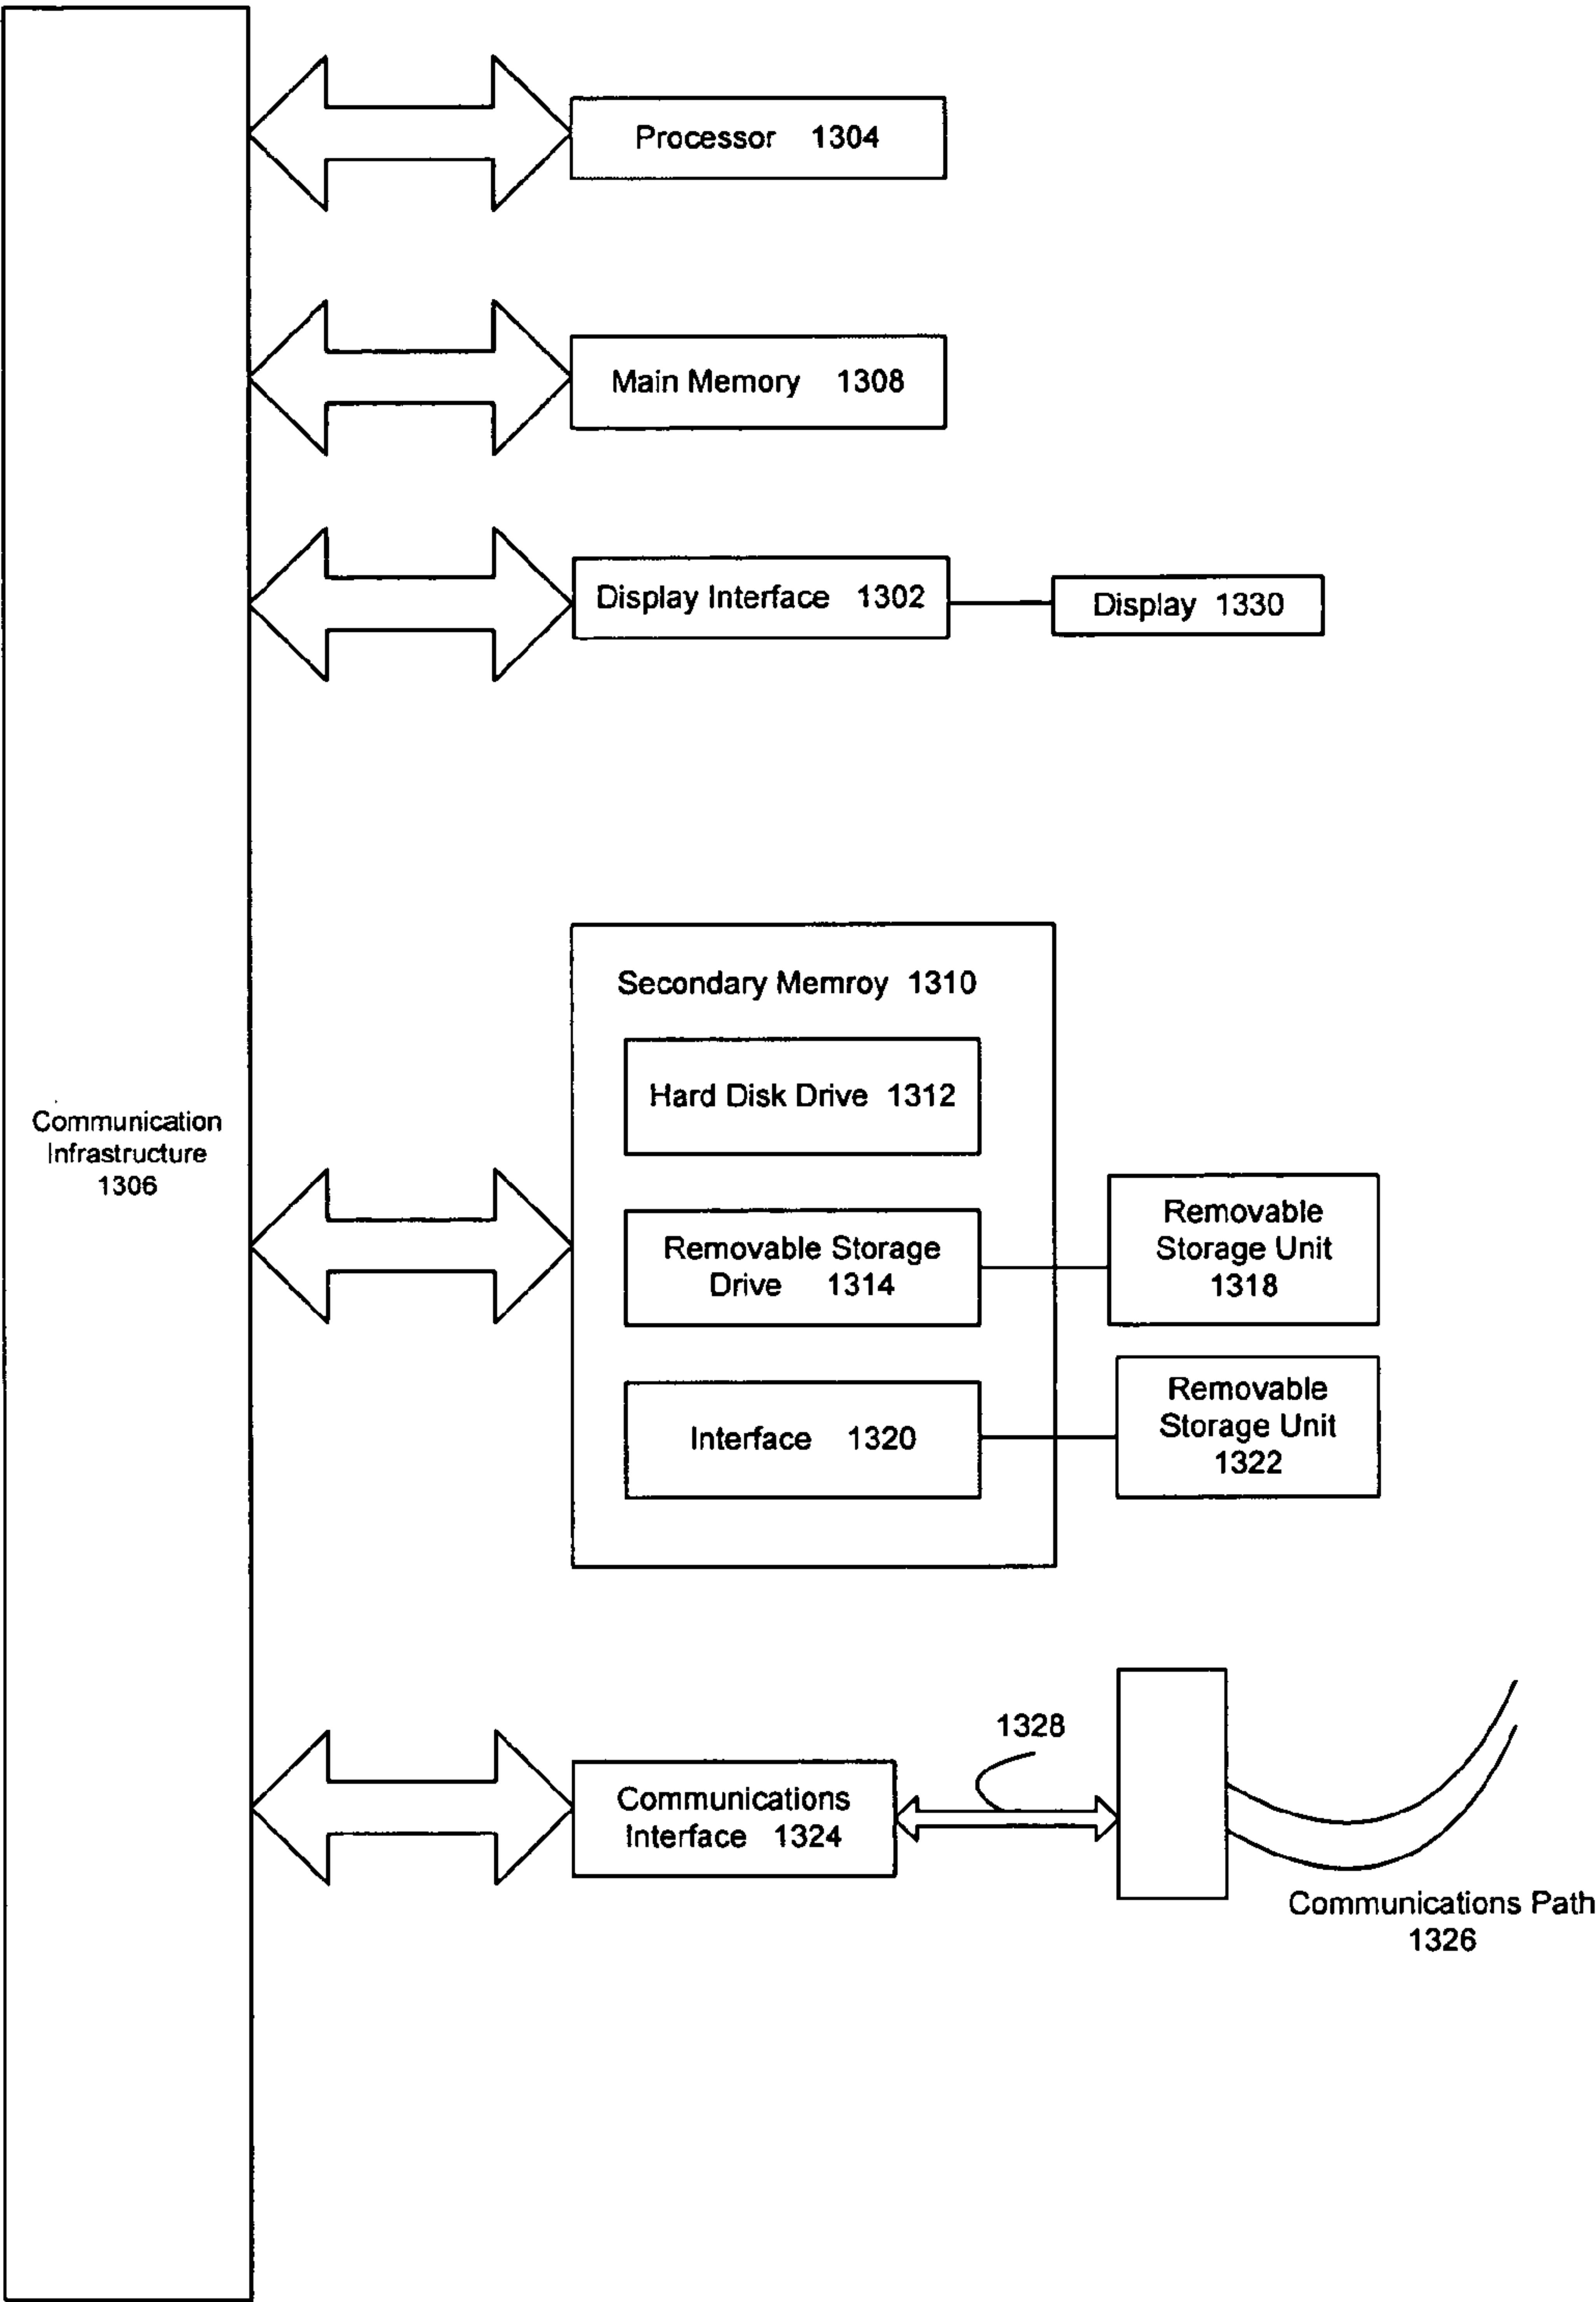 Processor 1304
Main Memory 1308
Display Interface 1302
Display 1330
Secondary Memroy 1310
Hard Disk Drive 1312
Communication
Infrastructure
1306
Removable Storage
Drive 1314
Removable
Storage Unit
1318
Interface 1320
Removable
Storage Unit
1322
1328
Communications
Interface 1324
Communications Path
1326